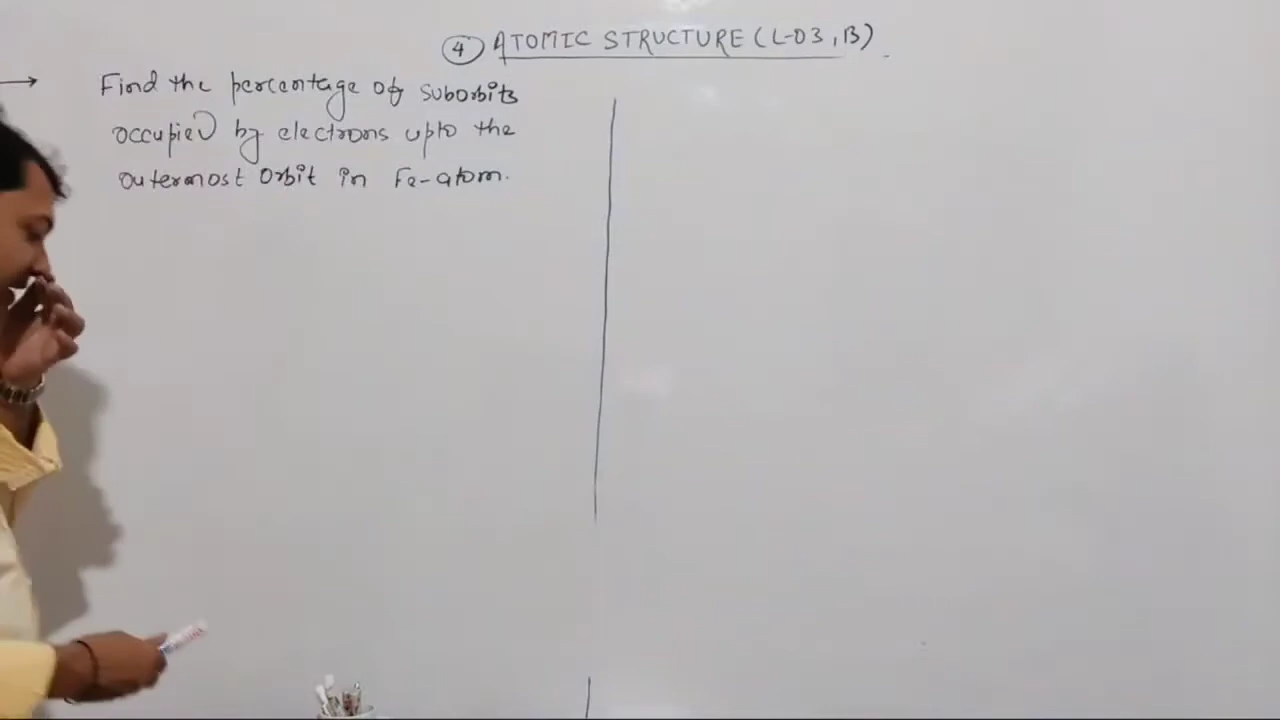 ④ ATOMIC STRUCTURE (L-03, B)
→ Find the percentage of suborbits
occupied by electrons upto the
outermost orbit in Fe-atom.